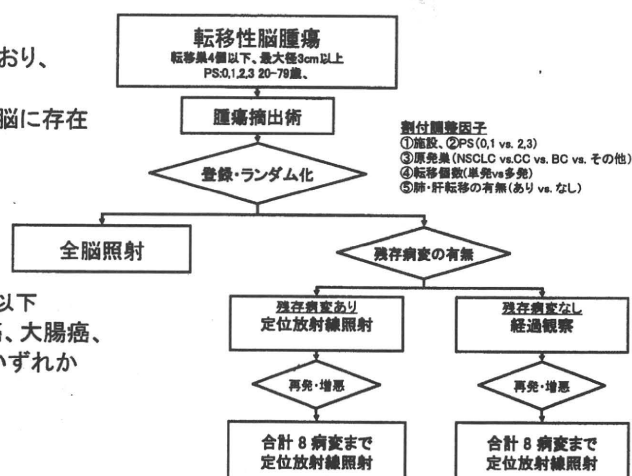 おり、
脳に存在
以下
、大腸癌、
いずれか
転移性脳腫瘍
転移巣4個以下、最大径3cm以上
PS:0,1,2,3 20-79歳、
腫瘍摘出術
登録・ランダム化
割付調整因子
①施設、②PS(0,1 vs. 2,3)
③原発巣(NSCLC vs.CC vs. BC vs. その他)
④転移個数(単発vs多発)
⑤肺・肝転移の有無(あり vs. なし)
全脳照射
残存病変の有無
残存病変あり
定位放射線照射
残存病変なし
経過観察
再発・増悪
再発・増悪
合計 8 病変まで
定位放射線照射
合計 8 病変まで
定位放射線照射